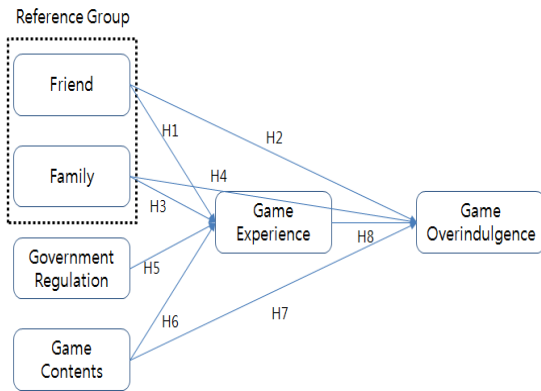 Reference Group
Friend
H1
H2
Family
H4
H3
Game
Experience
Game
Overindulgence
H8
Government
Regulation
H5
H6
H7
Game
Contents